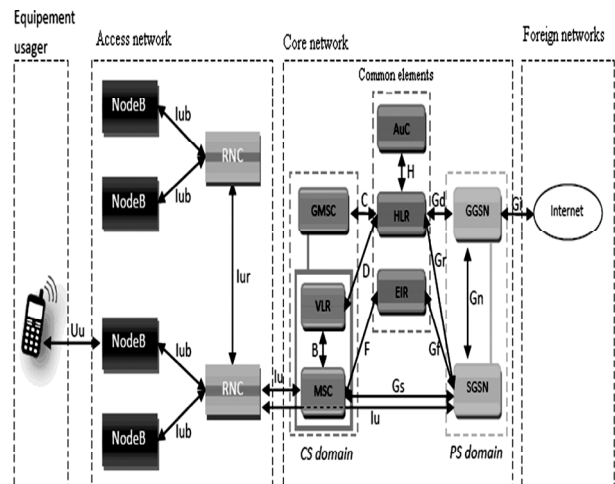 Equipement
usager
Access network
Core network
Foreign networks
Common elements
NodeB
Iub
RNC
NodeB
Iub
Iur
Uu
NodeB
Iub
RNC
NodeB
Iub
AuC
H
GMSC
C
HLR
Gd
GGSN
Gi
Internet
D
Gr
VLR
EIR
Gn
B
F
Gf
Iu
MSC
Gs
SGSN
Iu
CS domain
PS domain